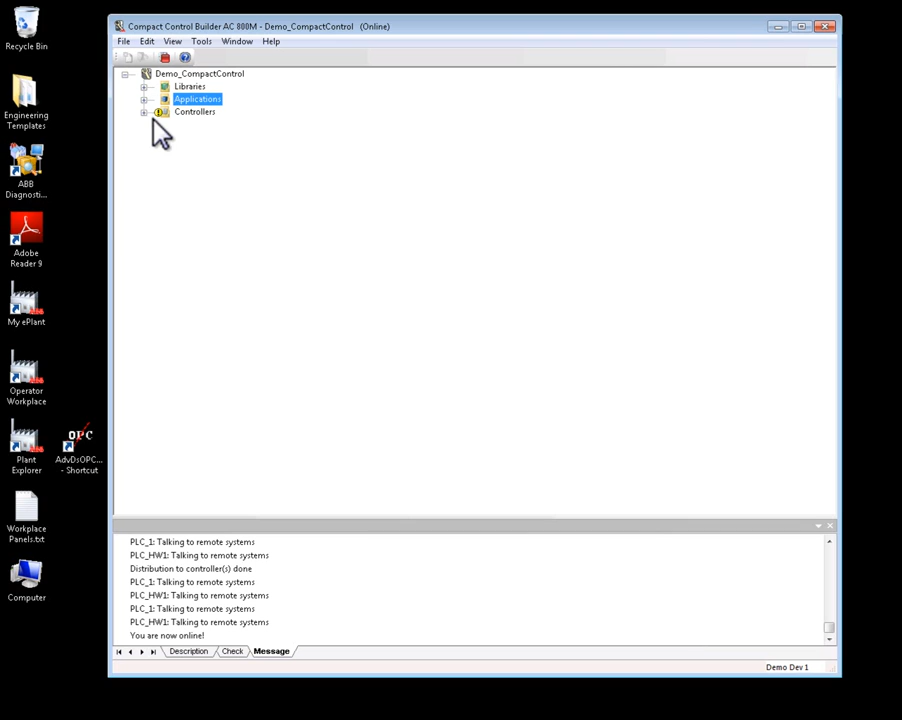 Recycle Bin
Engineering
Templates
ABB
Diagnosti...
Adobe
Reader 9
My ePlant
Operator
Workplace
Plant
Explorer
OPC
AdvDsOPC...
- Shortcut
Workplace
Panels.txt
Computer
Compact Control Builder AC 800M - Demo_CompactControl (Online)
File Edit View Tools Window Help
Demo_CompactControl
Libraries
Applications
Controllers
PLC_1: Talking to remote systems
PLC_HW1: Talking to remote systems
Distribution to controller(s) done
PLC_1: Talking to remote systems
PLC_HW1: Talking to remote systems
PLC_1: Talking to remote systems
PLC_HW1: Talking to remote systems
You are now online!
Description Check Message
Demo Dev 1